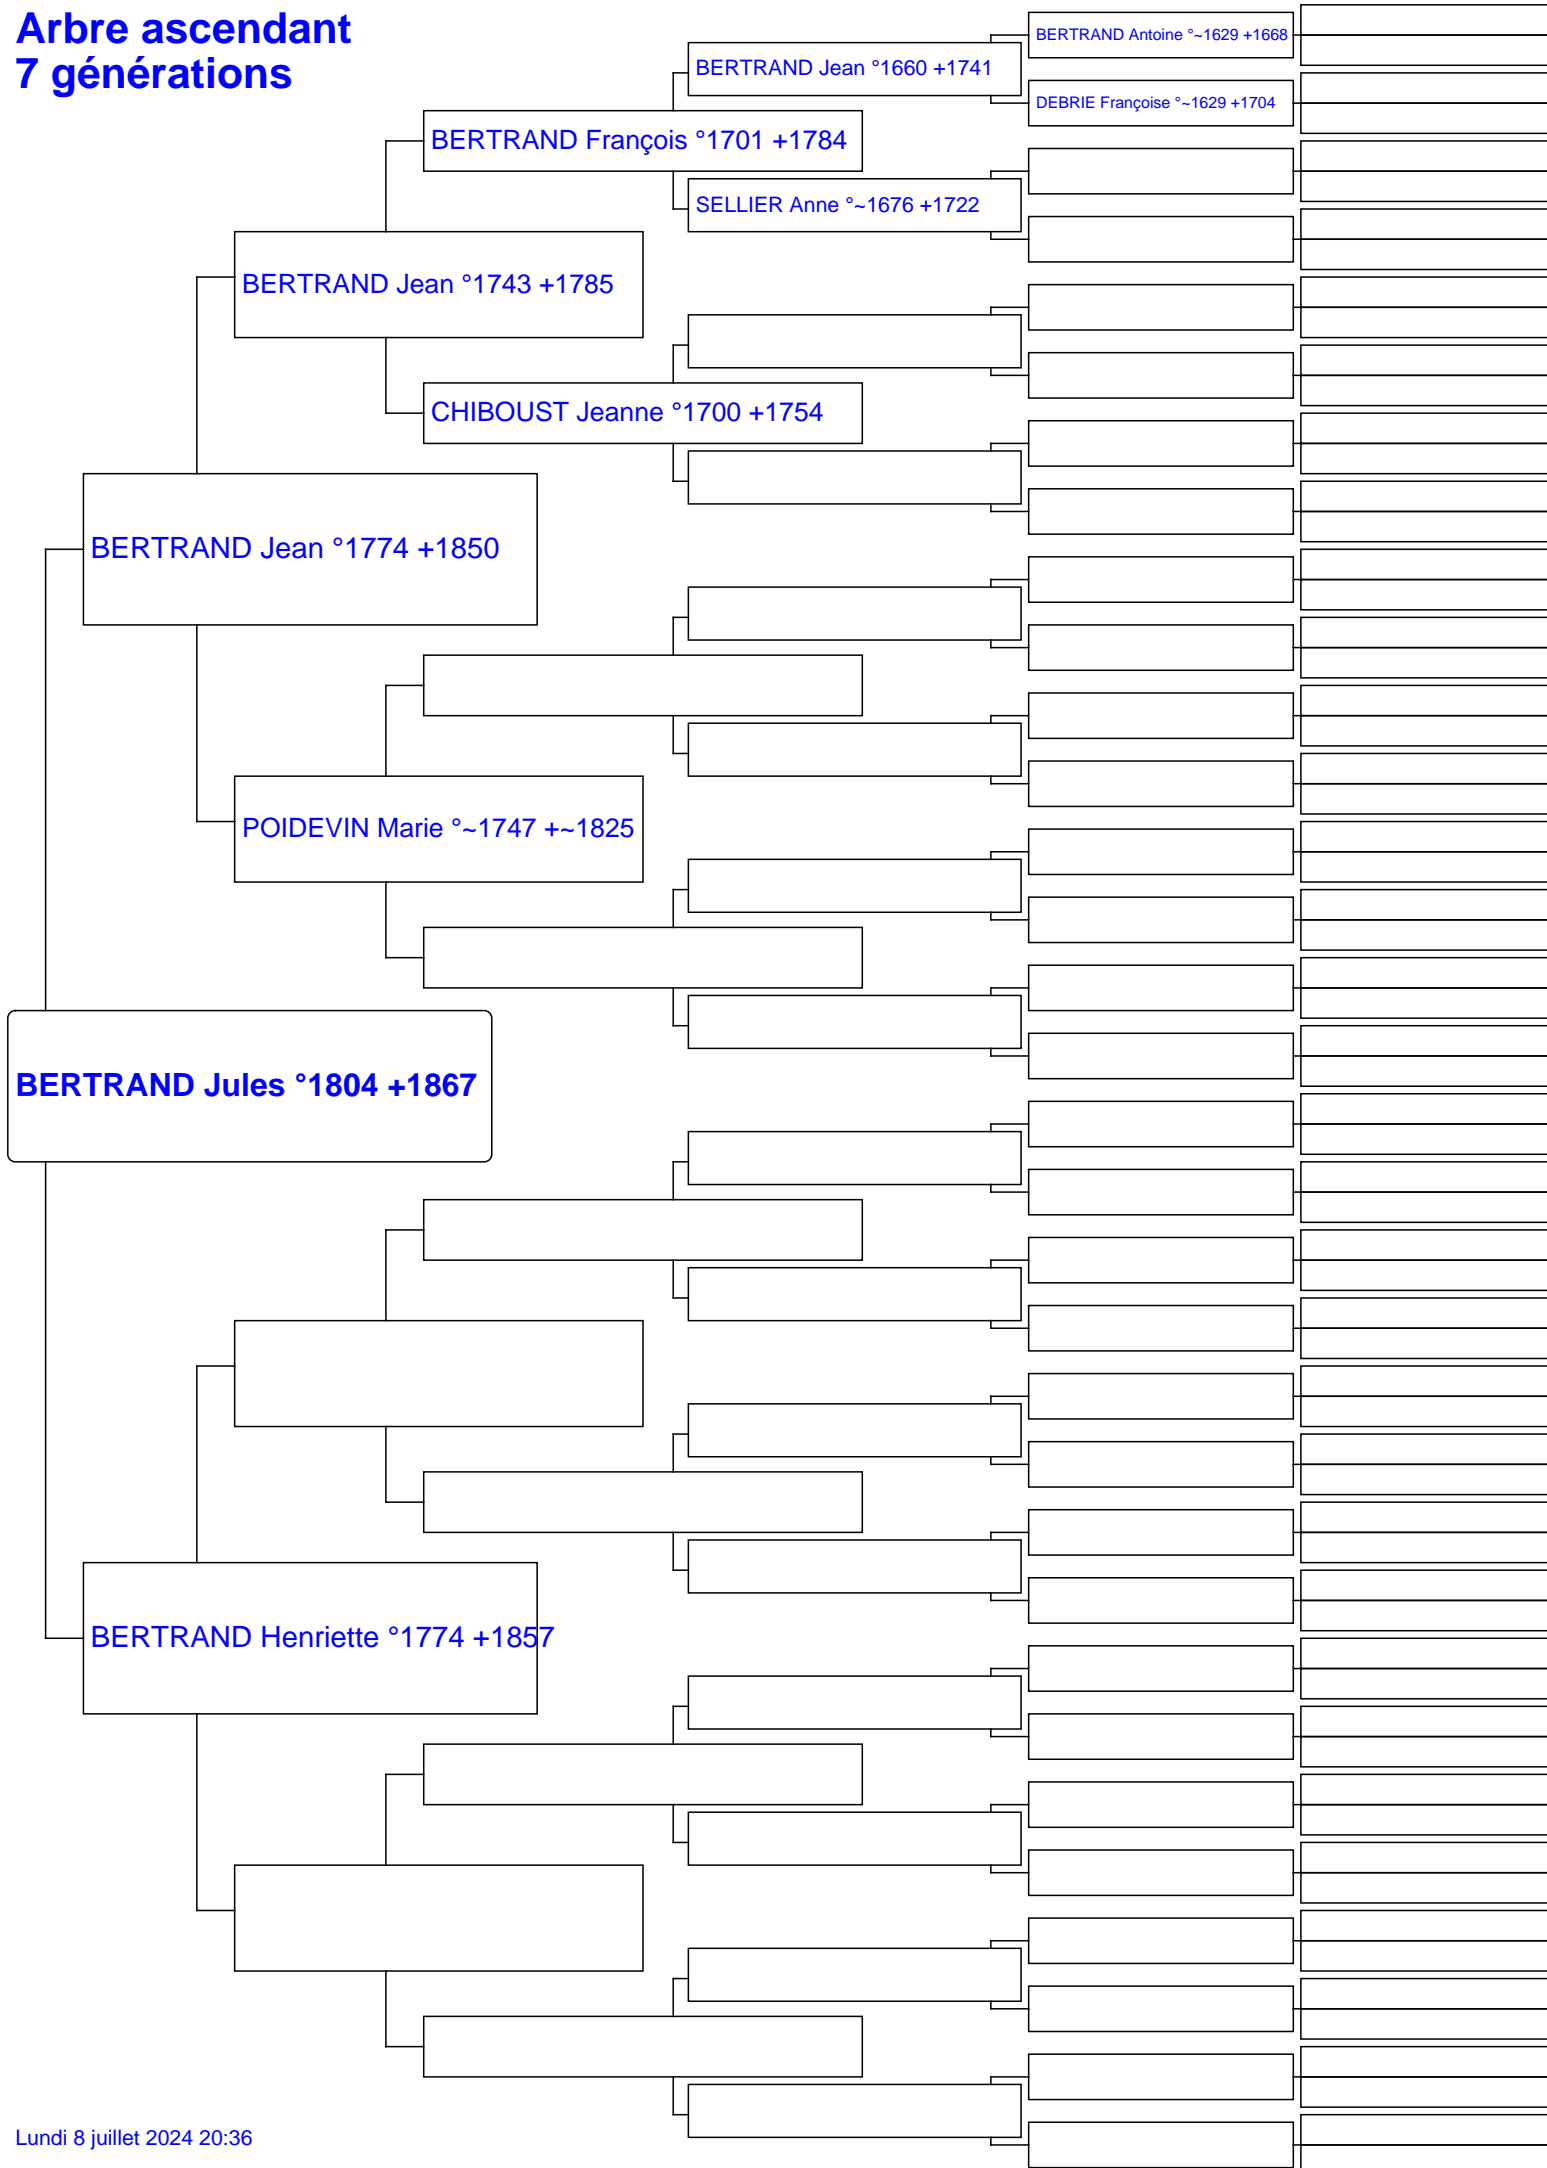 Arbre ascendant
7 générations
BERTRAND Antoine °~1629 +1668
BERTRAND Jean °1660 +1741
DEBRIE Françoise °~1629 +1704
BERTRAND François °1701 +1784
SELLIER Anne °~1676 +1722
BERTRAND Jean °1743 +1785
CHIBOUST Jeanne °1700 +1754
BERTRAND Jean °1774 +1850
POIDEVIN Marie °~1747 +~1825
BERTRAND Jules °1804 +1867
BERTRAND Henriette °1774 +1857
Lundi 8 juillet 2024 20:36